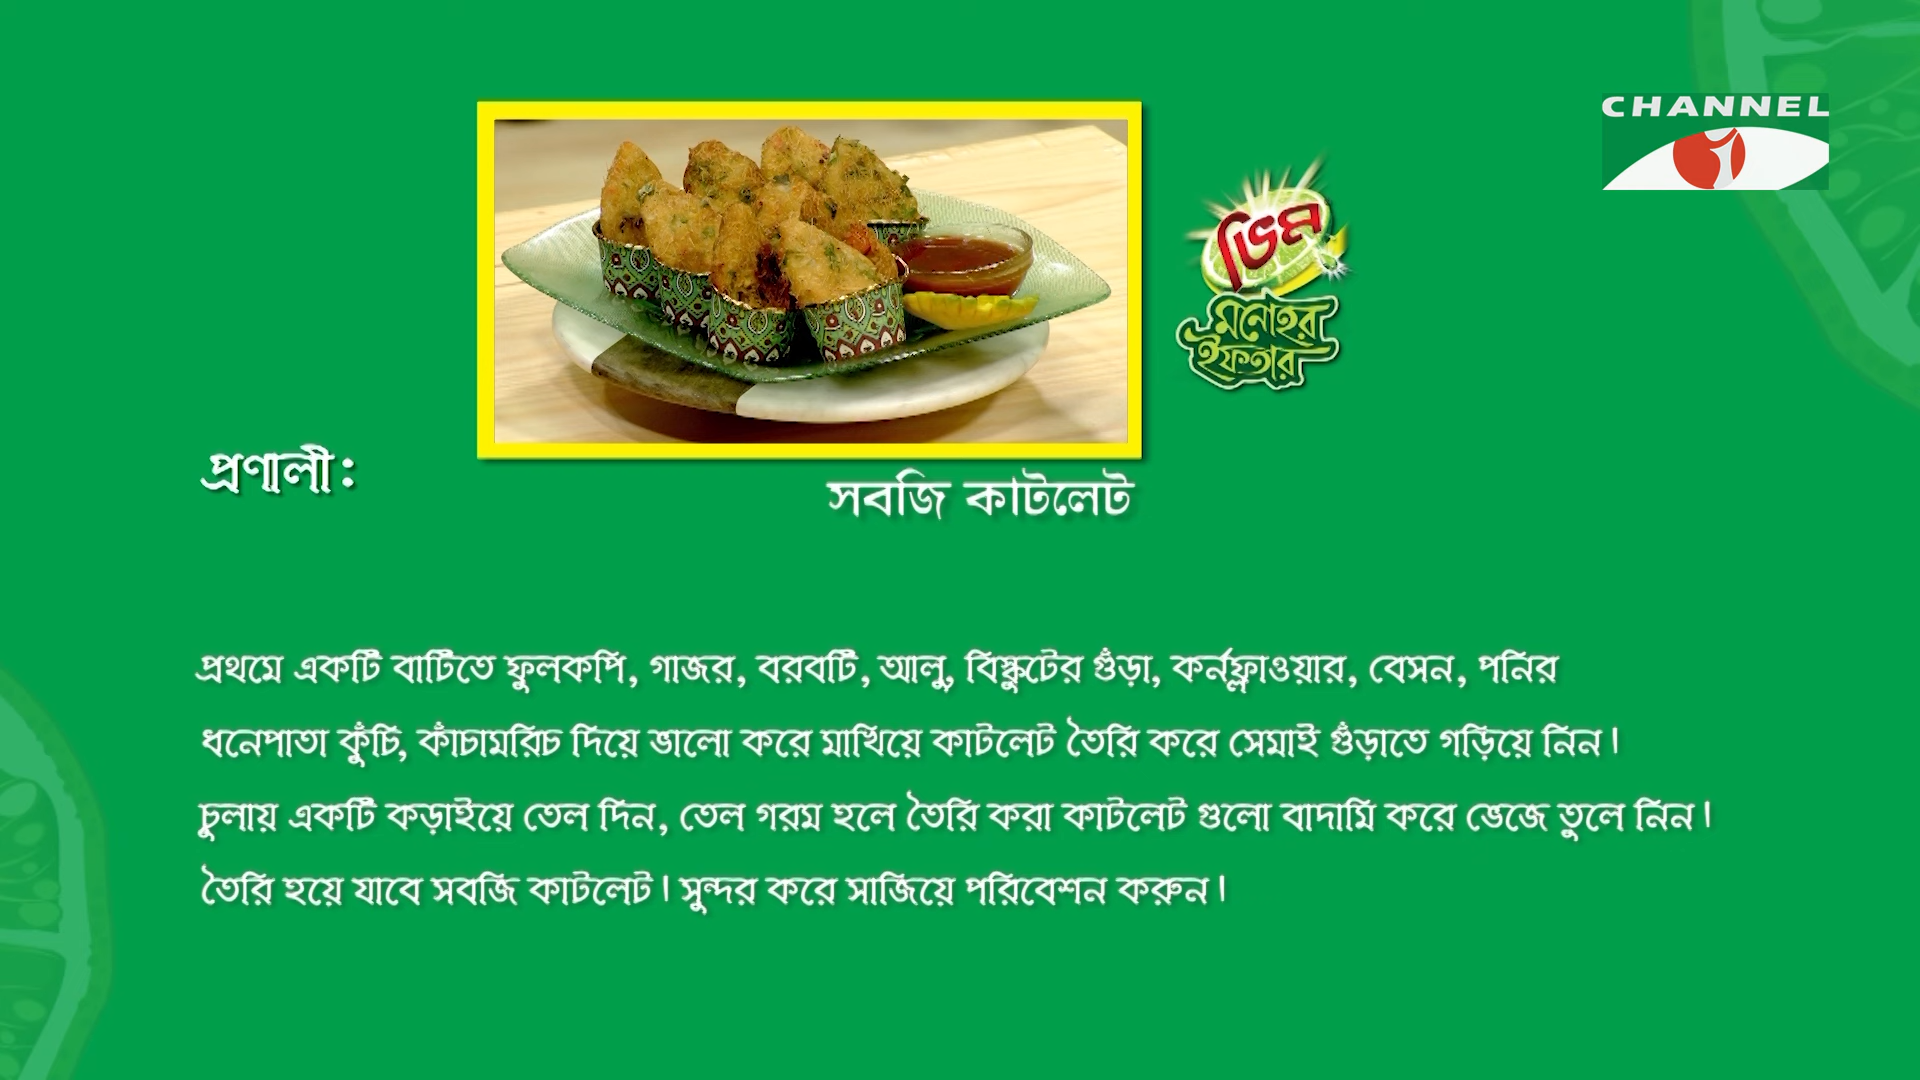 CHANNEL
i
ভিম
মনোহর
ইফতার
প্রণালী:
সবজি কাটলেট
প্রথমে একটি বাটিতে ফুলকপি, গাজর, বরবটি, আলু, বিস্কুটের গুঁড়া, কর্নফ্লাওয়ার, বেসন, পনির
ধনেপাতা কুঁচি, কাঁচামরিচ দিয়ে ভালো করে মাখিয়ে কাটলেট তৈরি করে সেমাই গুঁড়াতে গড়িয়ে নিন।
চুলায় একটি কড়াইয়ে তেল দিন, তেল গরম হলে তৈরি করা কাটলেট গুলো বাদামি করে ভেজে তুলে নিন।
তৈরি হয়ে যাবে সবজি কাটলেট। সুন্দর করে সাজিয়ে পরিবেশন করুন।